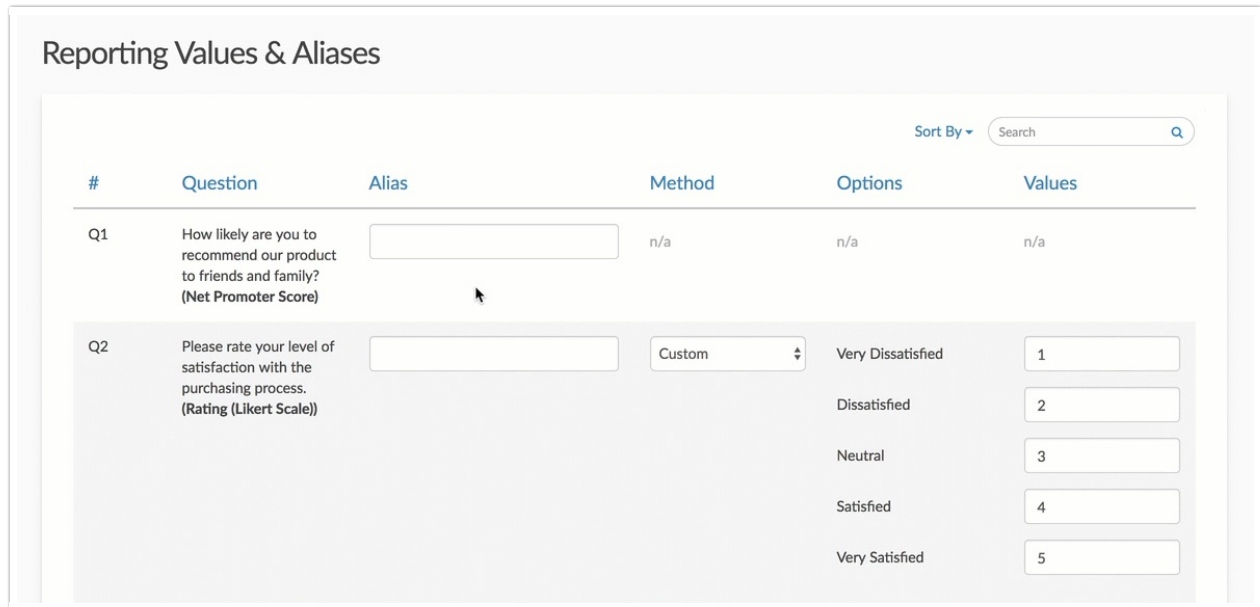 Reporting Values & Aliases
Sort By
Search
# Question Alias Method Options Values
Q1
How likely are you to
recommend our product
to friends and family?
(Net Promoter Score)
n/a
n/a
n/a
Q2
Please rate your level of
satisfaction with the
purchasing process.
(Rating (Likert Scale))
Custom
Very Dissatisfied 1
Dissatisfied 2
Neutral 3
Satisfied 4
Very Satisfied 5